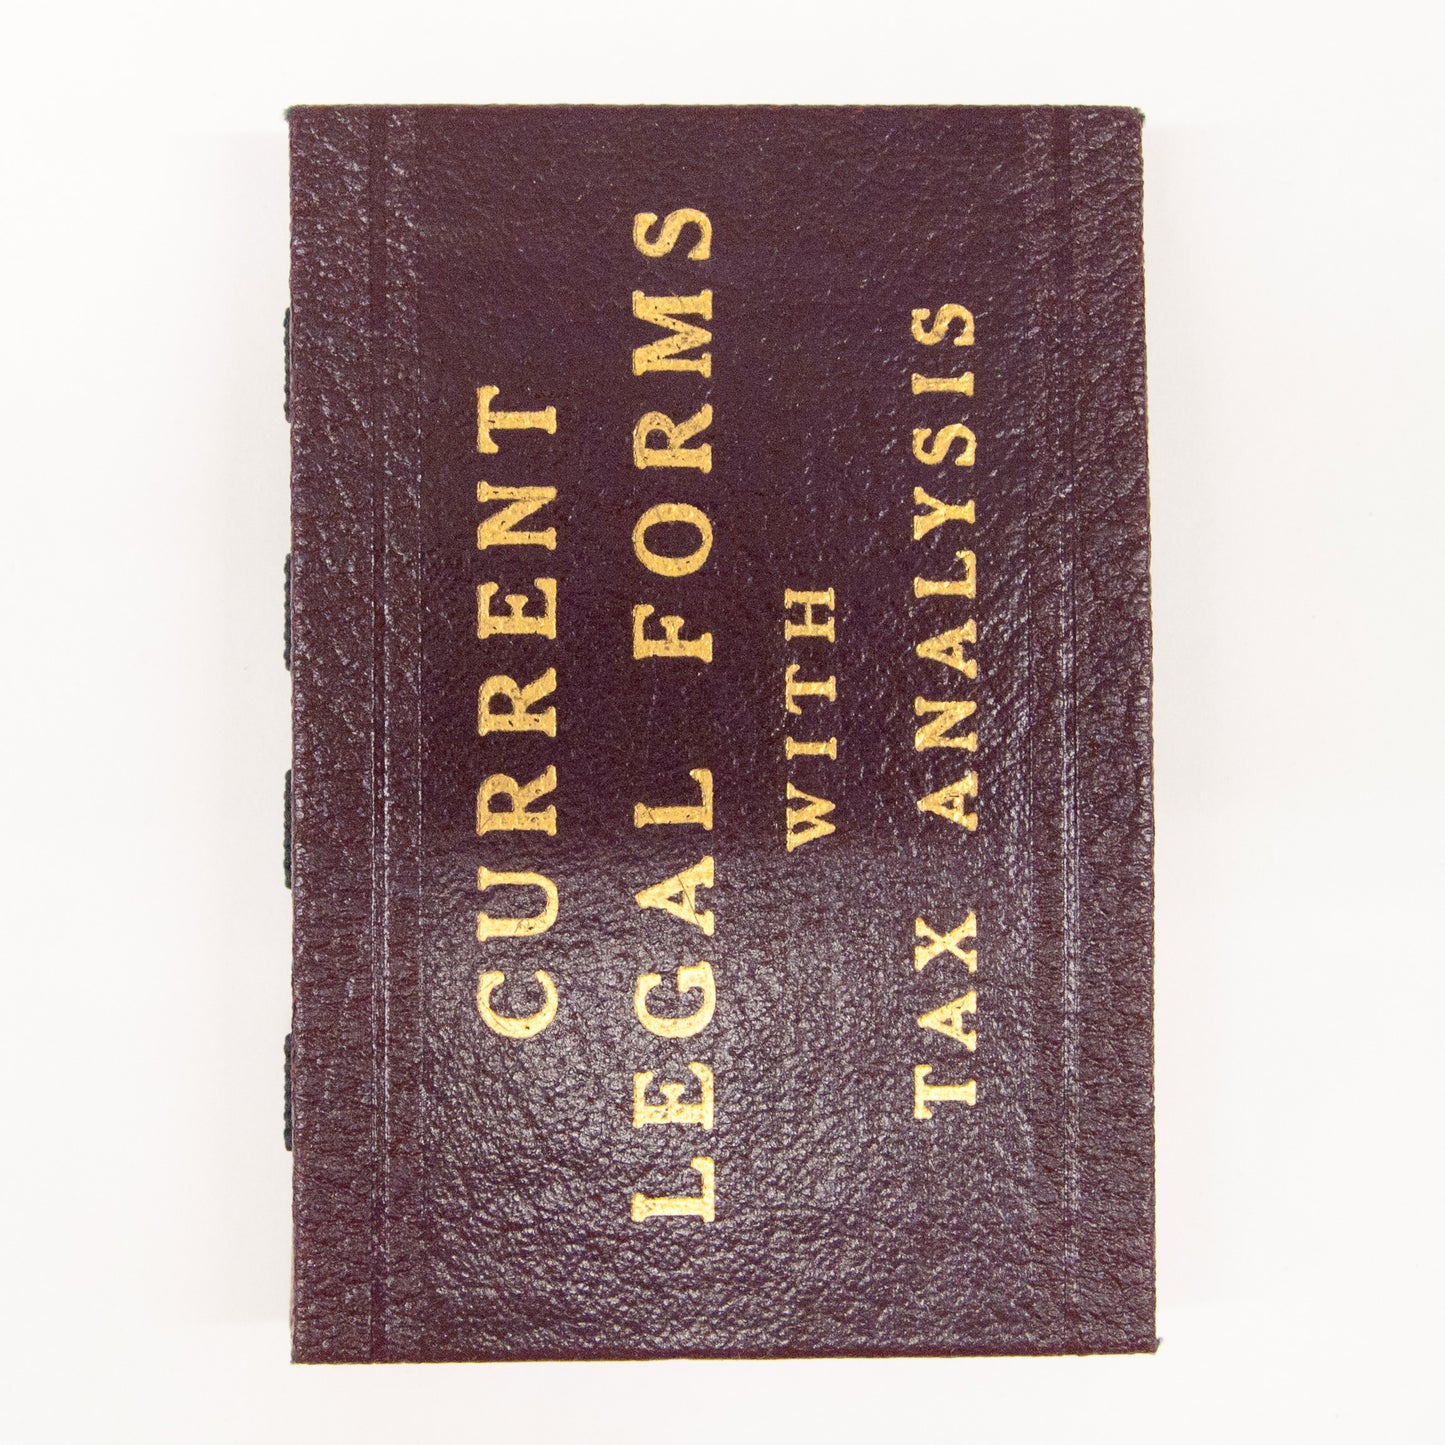 CURRENT
LEGAL FORMS
WITH
TAX ANALYSIS